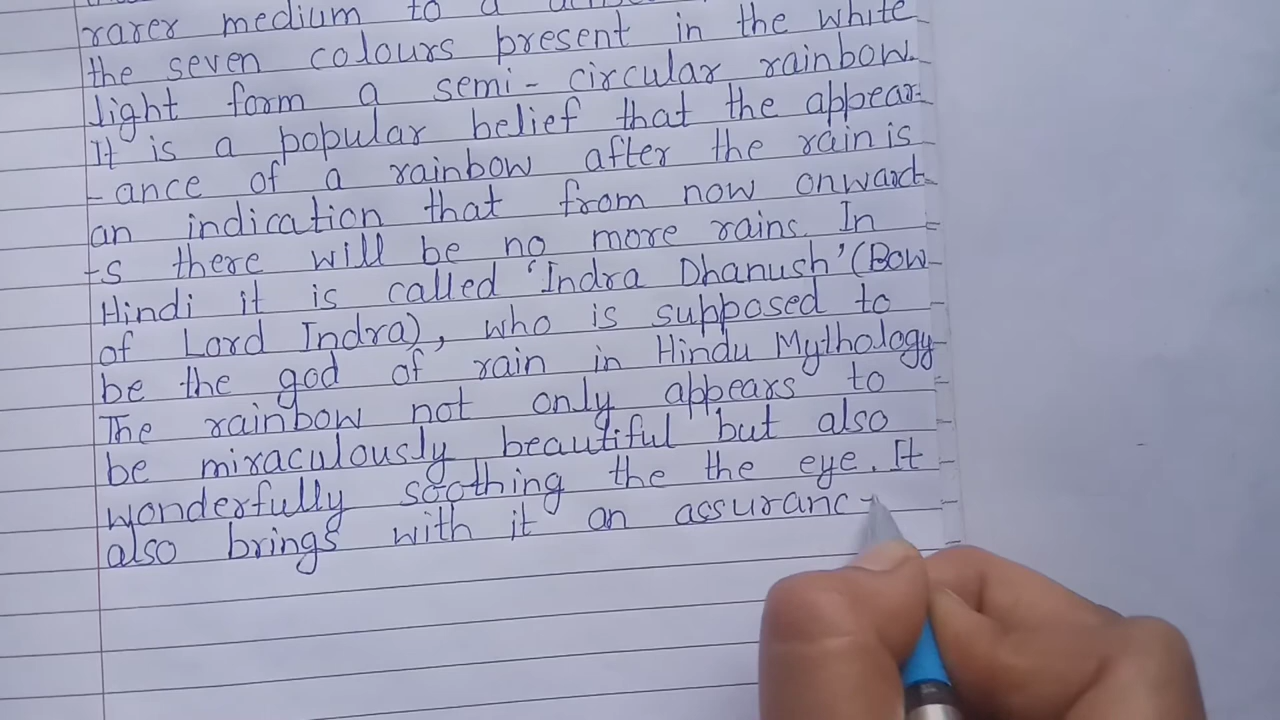 rarer medium to a
the seven colours present in the white
light form a semi - circular rainbow.
It is a popular belief that the appear-
- ance of a rainbow after the rain is
an indication that from now onward-
-s there will be no more rains. In
Hindi it is called 'Indra Dhanush' (Bow
of Lord Indra), who is supposed to
be the god of rain in Hindu Mythology
The rainbow not only appears to
be miraculously beautiful but also
wonderfully soothing the the eye. It
also brings with it an assuranc-